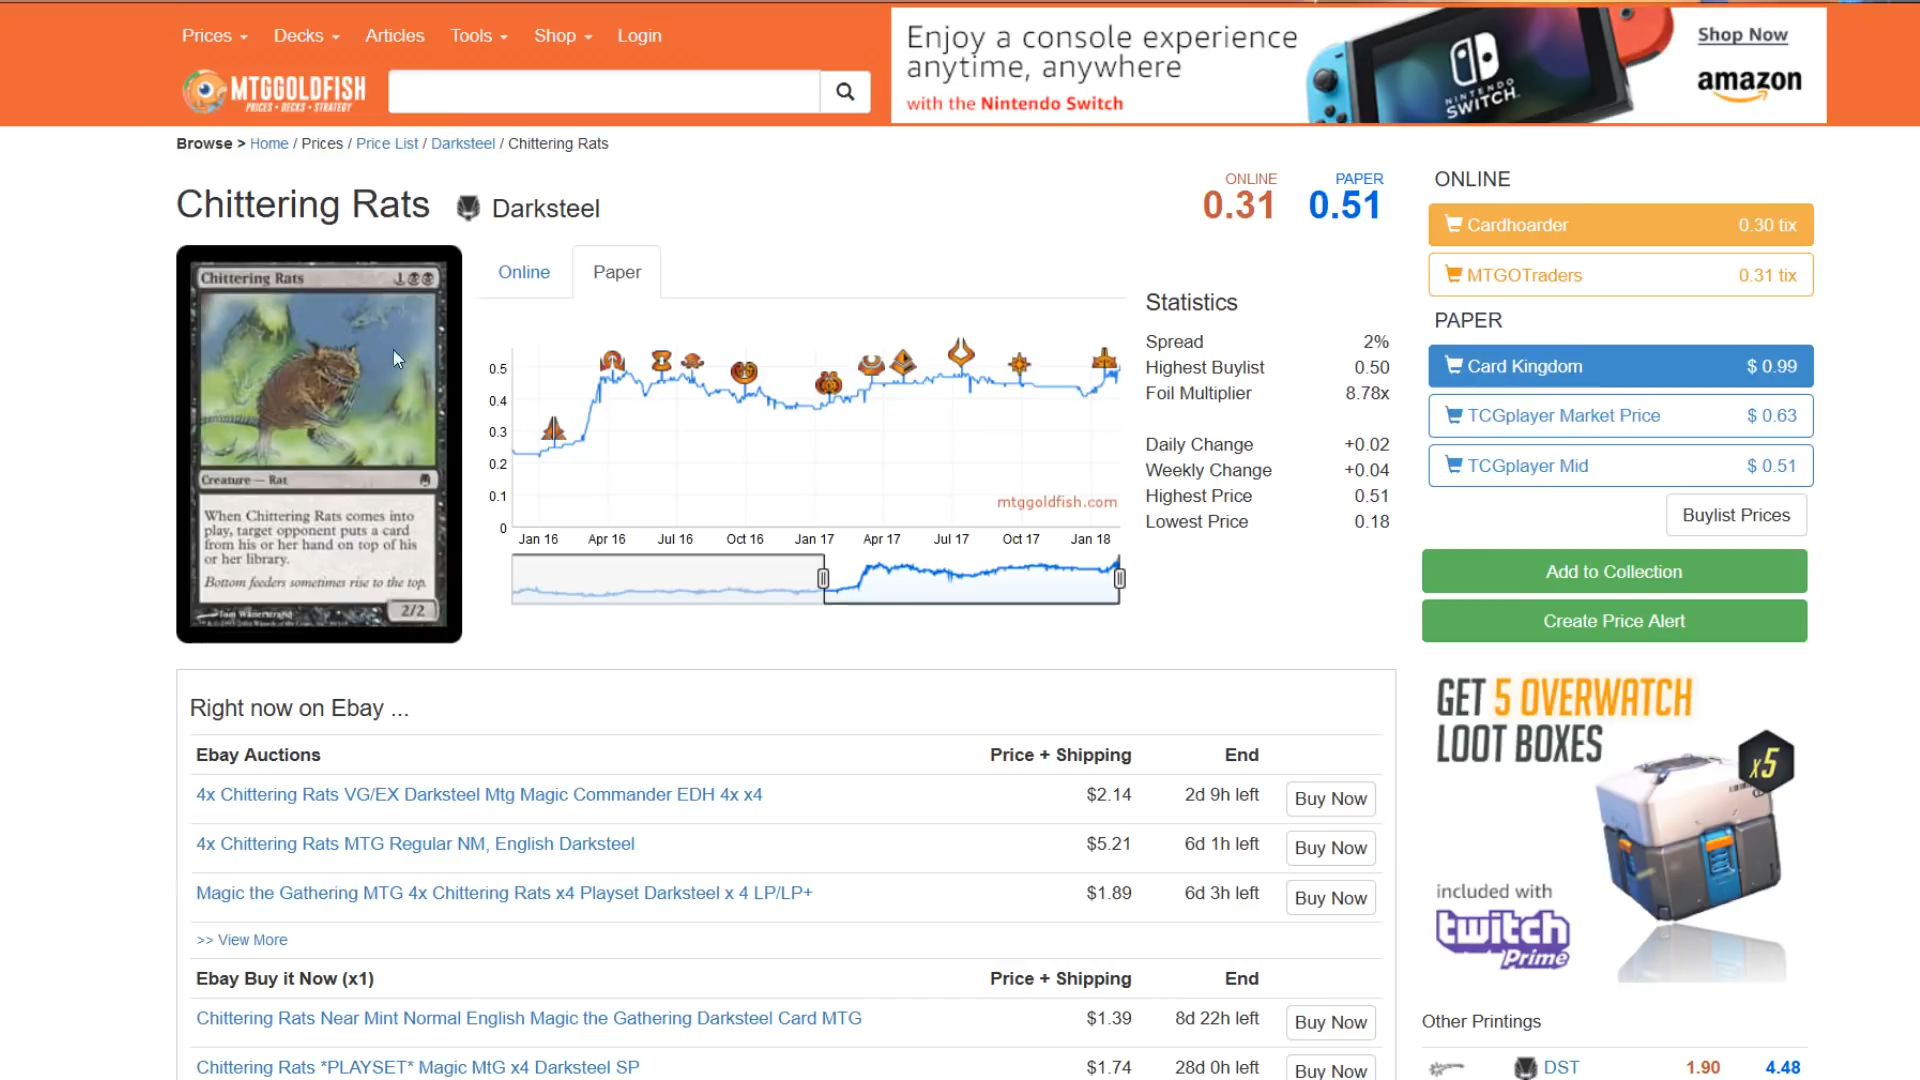 Prices Decks Articles Tools Shop Login
MTGGOLDFISH
PRICES • DECKS • STRATEGY
Enjoy a console experience
anytime, anywhere
with the Nintendo Switch
NINTENDO
SWITCH
Shop Now
amazon
Browse > Home / Prices / Price List / Darksteel / Chittering Rats
Chittering Rats Darksteel
ONLINE PAPER
0.31 0.51
Chittering Rats 1
Creature — Rat
When Chittering Rats comes into
play, target opponent puts a card
from his or her hand on top of his
or her library.
Bottom feeders sometimes rise to the top.
2/2
Online Paper
0.5
0.4
0.3
0.2
0.1
0
mtggoldfish.com
Jan 16 Apr 16 Jul 16 Oct 16 Jan 17 Apr 17 Jul 17 Oct 17 Jan 18
Statistics
Spread 2%
Highest Buylist 0.50
Foil Multiplier 8.78x
Daily Change +0.02
Weekly Change +0.04
Highest Price 0.51
Lowest Price 0.18
ONLINE
Cardhoarder 0.30 tix
MTGOTraders 0.31 tix
PAPER
Card Kingdom $ 0.99
TCGplayer Market Price $ 0.63
TCGplayer Mid $ 0.51
Buylist Prices
Add to Collection
Create Price Alert
Right now on Ebay ...
Ebay Auctions Price + Shipping End
4x Chittering Rats VG/EX Darksteel Mtg Magic Commander EDH 4x x4 $2.14 2d 9h left Buy Now
4x Chittering Rats MTG Regular NM, English Darksteel $5.21 6d 1h left Buy Now
Magic the Gathering MTG 4x Chittering Rats x4 Playset Darksteel x 4 LP/LP+ $1.89 6d 3h left Buy Now
>> View More
Ebay Buy it Now (x1) Price + Shipping End
Chittering Rats Near Mint Normal English Magic the Gathering Darksteel Card MTG $1.39 8d 22h left Buy Now
Chittering Rats *PLAYSET* Magic MtG x4 Darksteel SP $1.74 28d 0h left Buy Now
GET 5 OVERWATCH
LOOT BOXES
x5
included with
twitch
Prime
Other Printings
DST 1.90 4.48